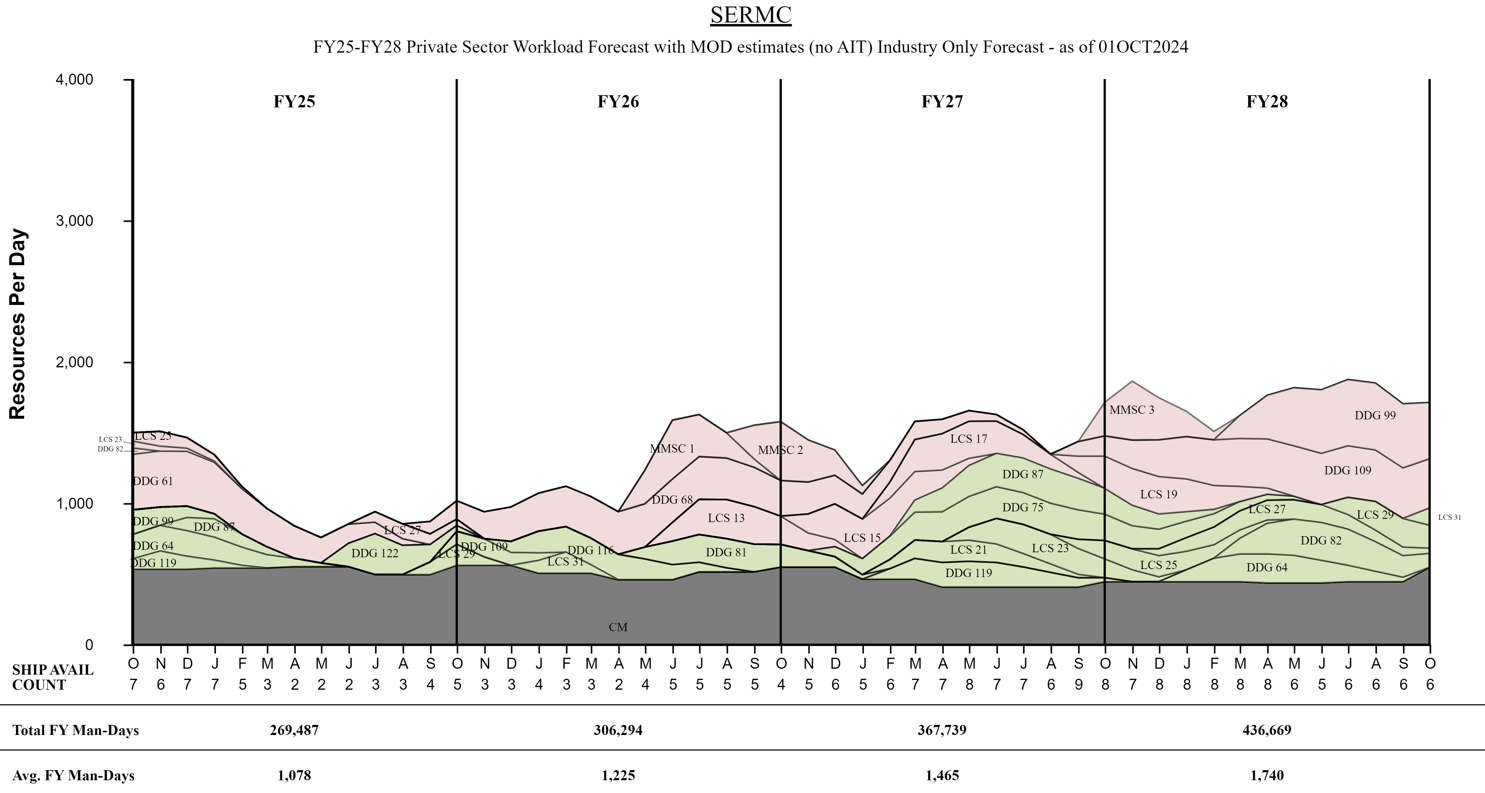 SERMC
FY25-FY28 Private Sector Workload Forecast with MOD estimates (no AIT) Industry Only Forecast - as of 01OCT2024
Resources Per Day
4,000
3,000
2,000
1,000
0
FY25
FY26
FY27
FY28
LCS 23
DDG 82
LCS 25
DDG 61
DDG 99
DDG 87
DDG 64
DDG 119
LCS 27
DDG 122
LCS 29
DDG 109
LCS 31
DDG 116
CM
MMSC 1
DDG 68
LCS 13
DDG 81
MMSC 2
LCS 15
LCS 17
DDG 87
DDG 75
LCS 21
LCS 23
DDG 119
MMSC 3
LCS 19
LCS 25
LCS 27
DDG 64
DDG 82
DDG 99
DDG 109
LCS 29
LCS 31
O N D J F M A M J J A S O N D J F M A M J J A S O N D J F M A M J J A S O N D J F M A M J J A S O
SHIP AVAIL
COUNT
7 6 7 7 5 3 2 2 2 3 3 4 5 3 3 4 3 3 2 4 5 5 5 5 4 5 6 5 6 7 7 8 7 7 6 9 8 7 8 8 8 8 8 6 5 6 6 6 6
Total FY Man-Days 269,487 306,294 367,739 436,669
Avg. FY Man-Days 1,078 1,225 1,465 1,740